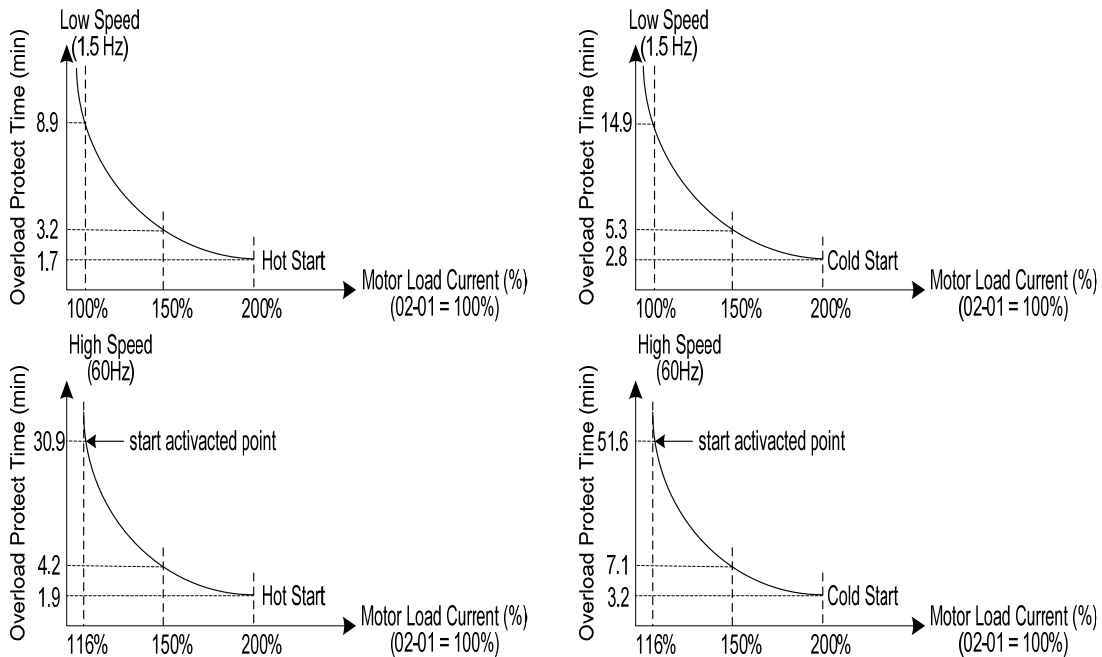 Low Speed
(1.5 Hz)
Overload Protect Time (min)
8.9
3.2
1.7
Hot Start
100%
150%
200%
Motor Load Current (%)
(02-01 = 100%)
Low Speed
(1.5 Hz)
Overload Protect Time (min)
14.9
5.3
2.8
Cold Start
100%
150%
200%
Motor Load Current (%)
(02-01 = 100%)
High Speed
(60Hz)
Overload Protect Time (min)
30.9
start activacted point
4.2
1.9
Hot Start
116%
150%
200%
Motor Load Current (%)
(02-01 = 100%)
High Speed
(60Hz)
Overload Protect Time (min)
51.6
start activacted point
7.1
3.2
Cold Start
116%
150%
200%
Motor Load Current (%)
(02-01 = 100%)